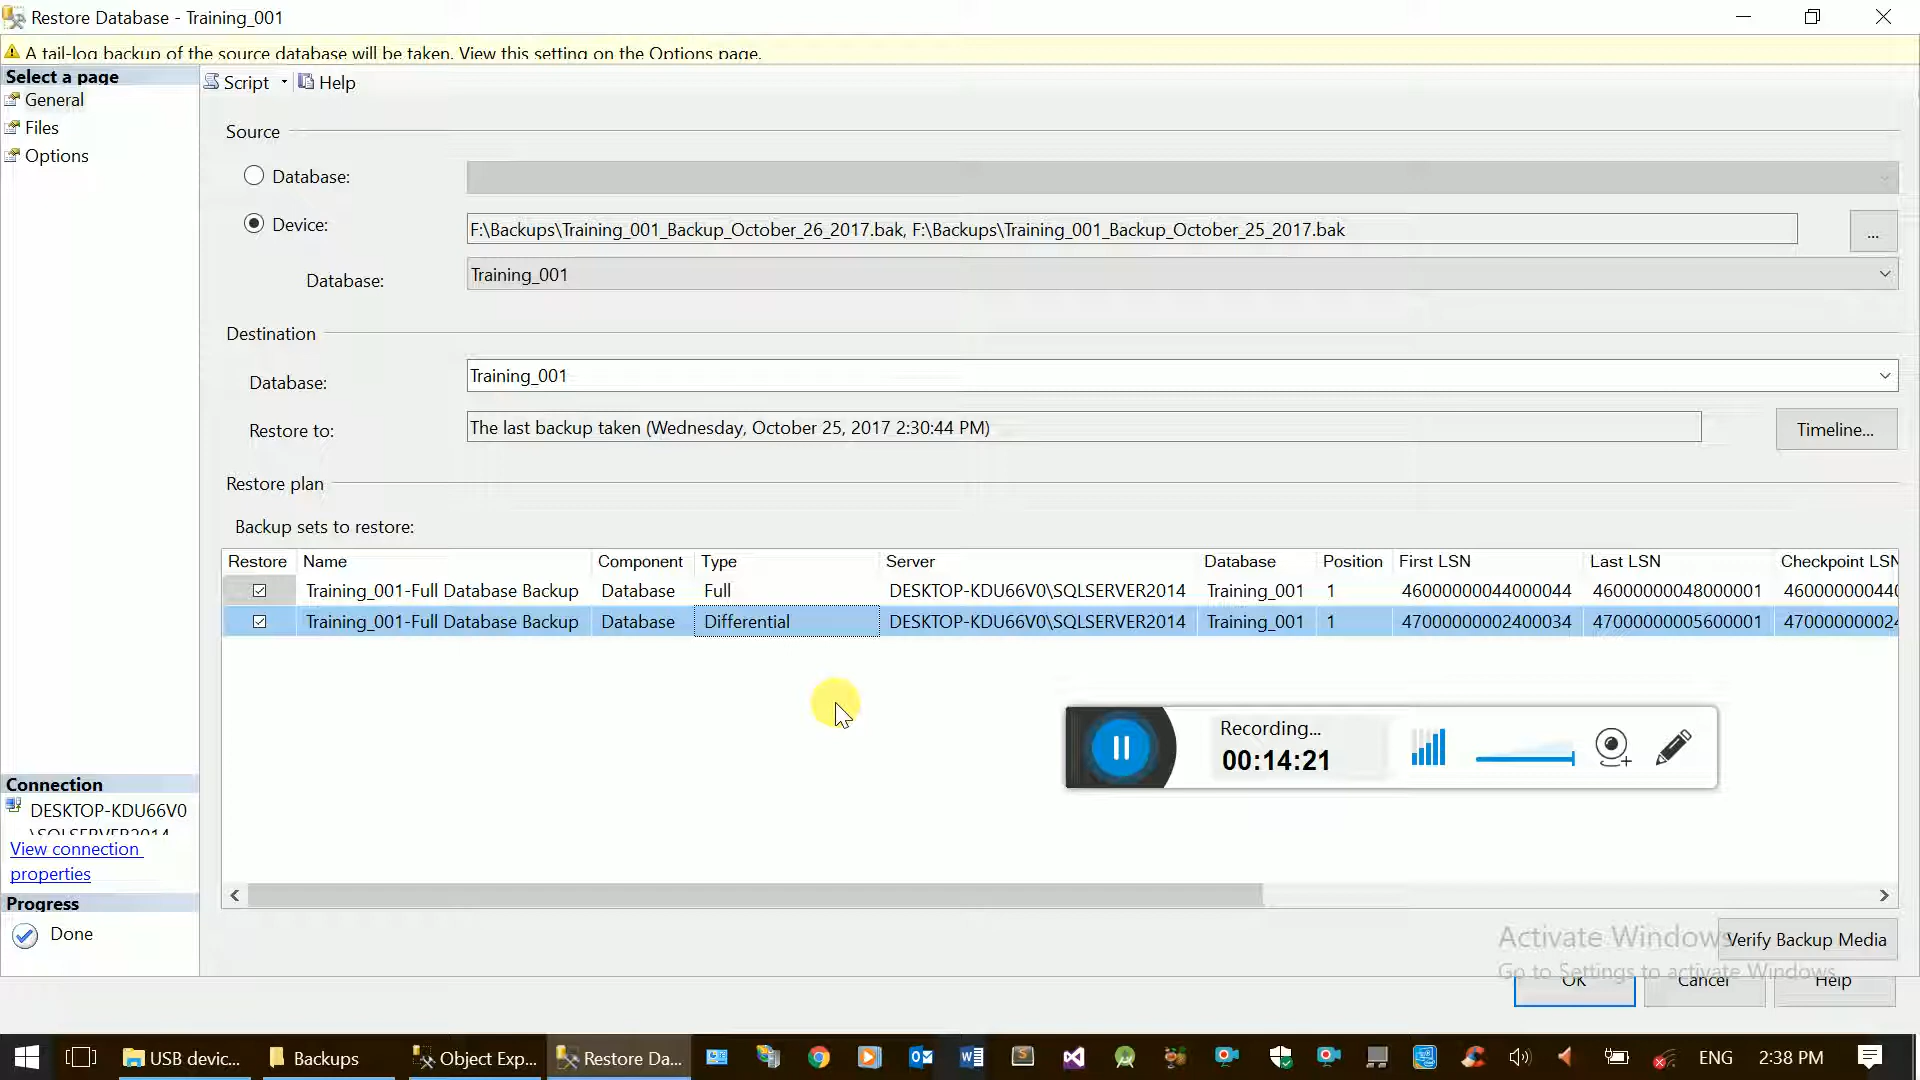 Restore Database - Training_001
A tail-log backup of the source database will be taken. View this setting on the Options page.
Select a page
General
Files
Options
Script
Help
Source
Database:
Device:
F:\Backups\Training_001_Backup_October_26_2017.bak, F:\Backups\Training_001_Backup_October_25_2017.bak
...
Database:
Training_001
Destination
Database:
Training_001
Restore to:
The last backup taken (Wednesday, October 25, 2017 2:30:44 PM)
Timeline...
Restore plan
Backup sets to restore:
Restore Name Component Type Server Database Position First LSN Last LSN Checkpoint LSN
Training_001-Full Database Backup Database Full DESKTOP-KDU66V0\SQLSERVER2014 Training_001 1 46000000044000044 46000000048000001 460000000440
Training_001-Full Database Backup Database Differential DESKTOP-KDU66V0\SQLSERVER2014 Training_001 1 47000000002400034 47000000005600001 4700000000024
Recording...
00:14:21
Connection
DESKTOP-KDU66V0
\SQLSERVER2014
View connection
properties
Progress
Done
Activate Windows
Go to Settings to activate Windows.
Verify Backup Media
OK
Cancel
Help
USB devic...
Backups
Object Exp...
Restore Da...
ENG
2:38 PM